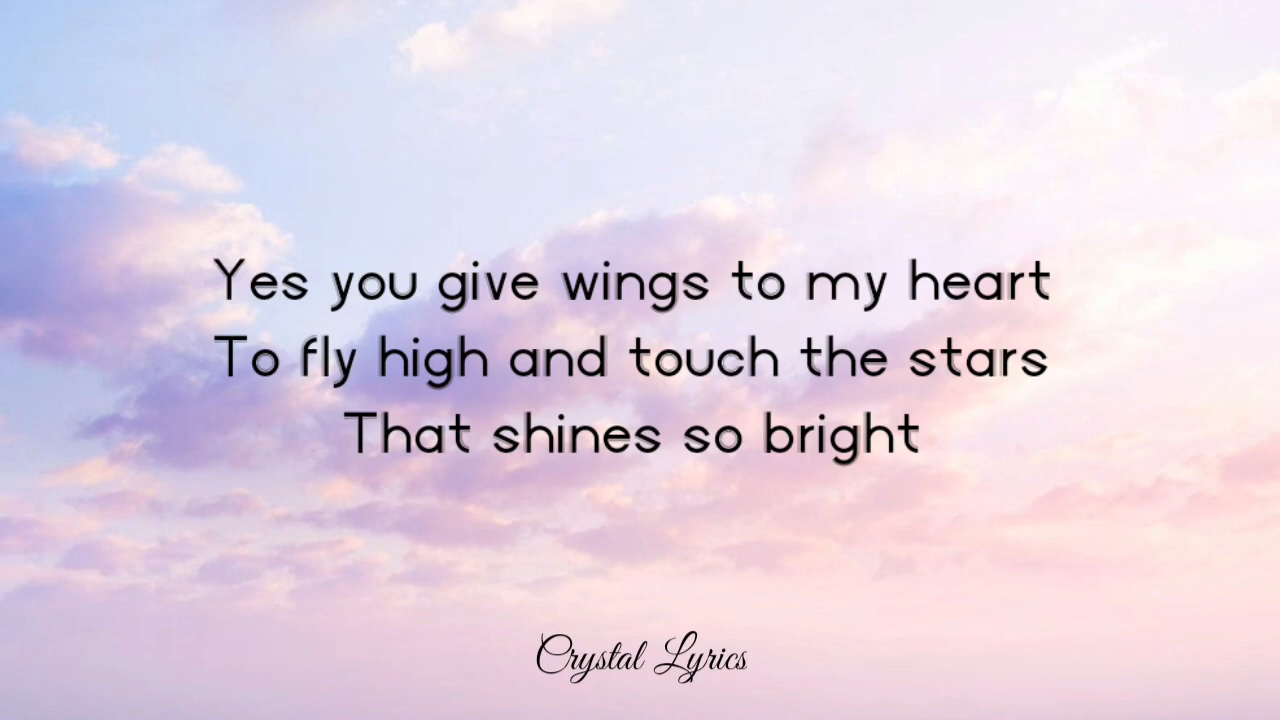 Yes you give wings to my heart
To fly high and touch the stars
That shines so bright
Crystal Lyrics